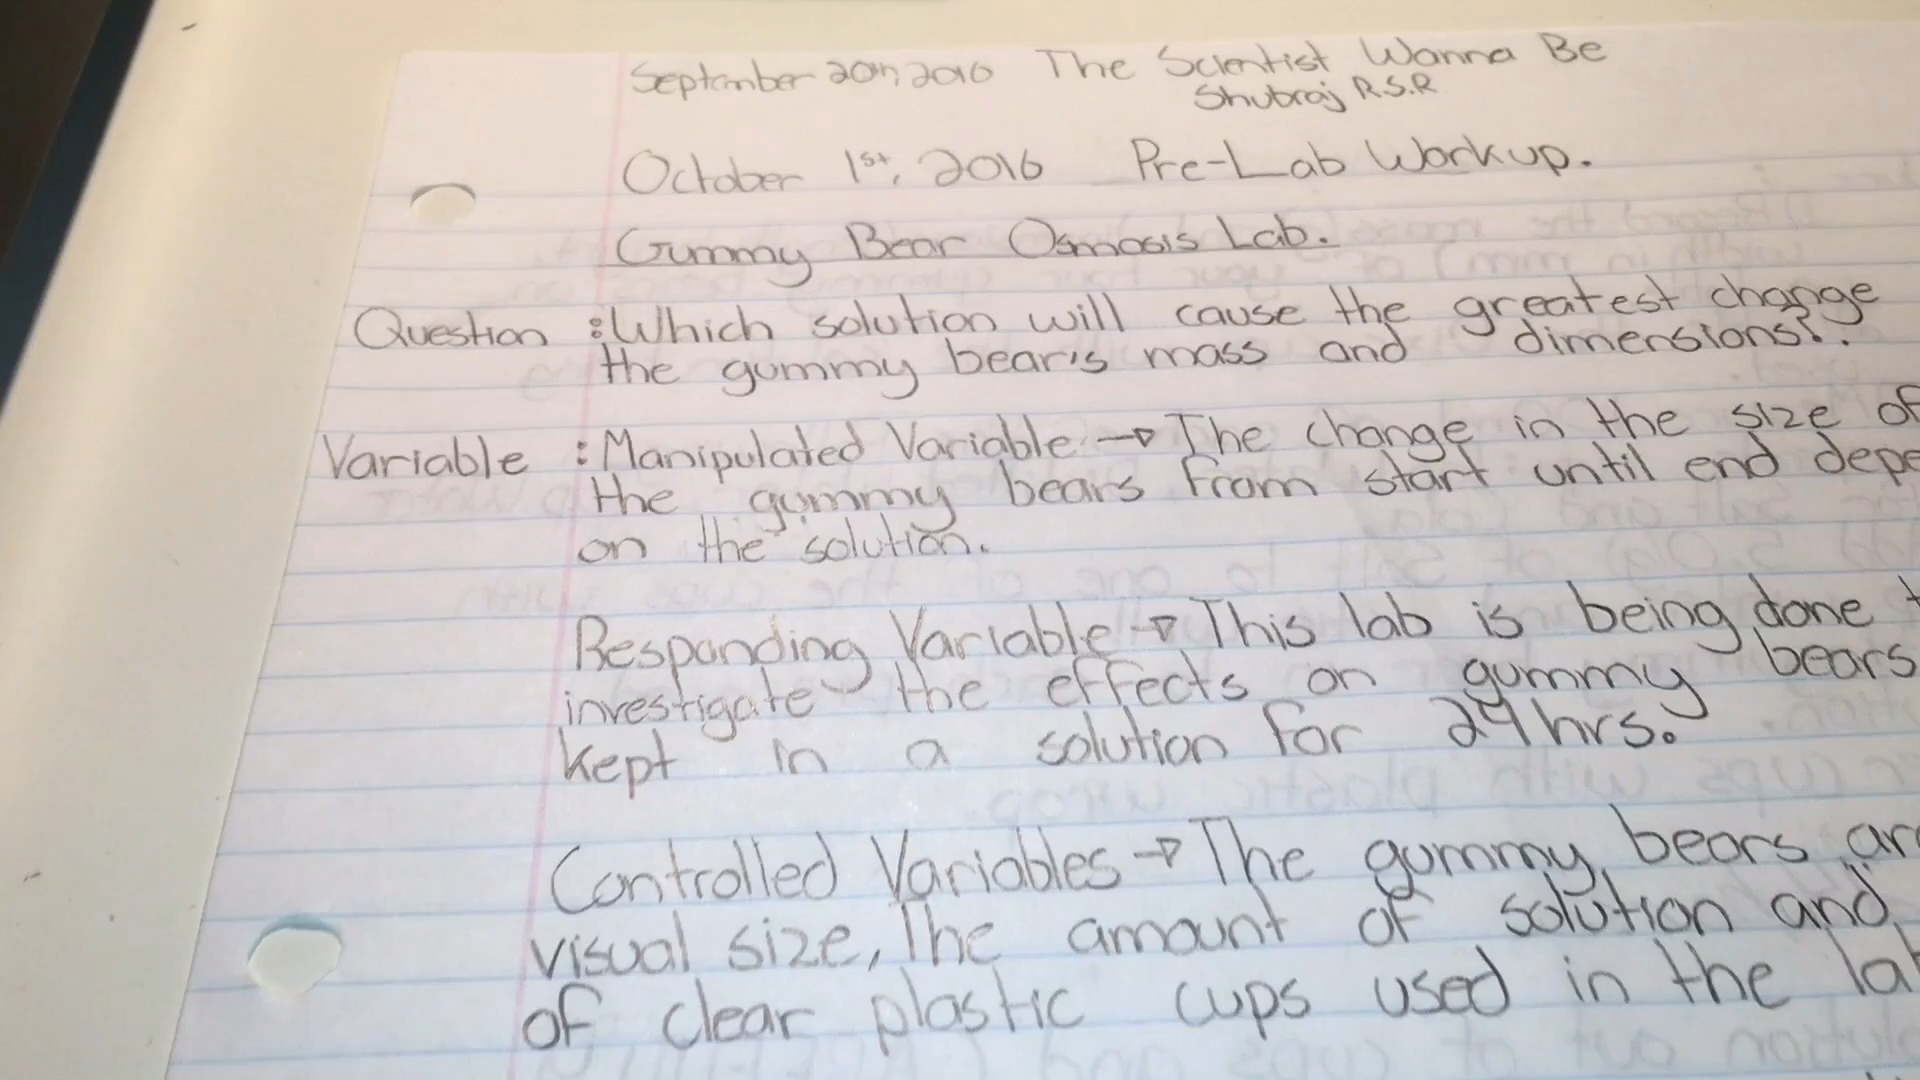 September 20th, 2016 The Scientist Wanna Be
Shubraj R.S.R
October 1st, 2016 Pre-Lab Workup.
Gummy Bear Osmosis Lab.
Question : Which solution will cause the greatest change
the gummy bear's mass and dimensions?.
Variable : Manipulated Variable → The change in the size of
the gummy bears from start until end depe
on the solution.
Responding Variable → This lab is being done t
investigate the effects on gummy bears
kept in a solution for 24 hrs.
Controlled Variables → The gummy bears ar
visual size, The amount of solution and
of clear plastic cups used in the la